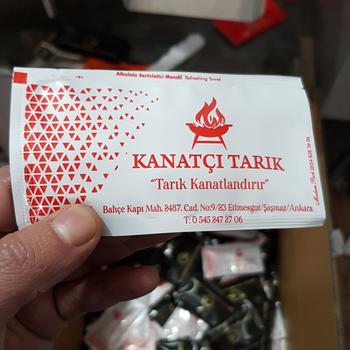 Alkolsüz Serinletici Mendil Refreshing Towel
KANATÇI TARIK
"Tarık Kanatlandırır"
Bahçe Kapı Mah. 2487. Cad. No.9/23 Etimesgut/Şaşmaz/Ankara
T: 0 545 247 27 06